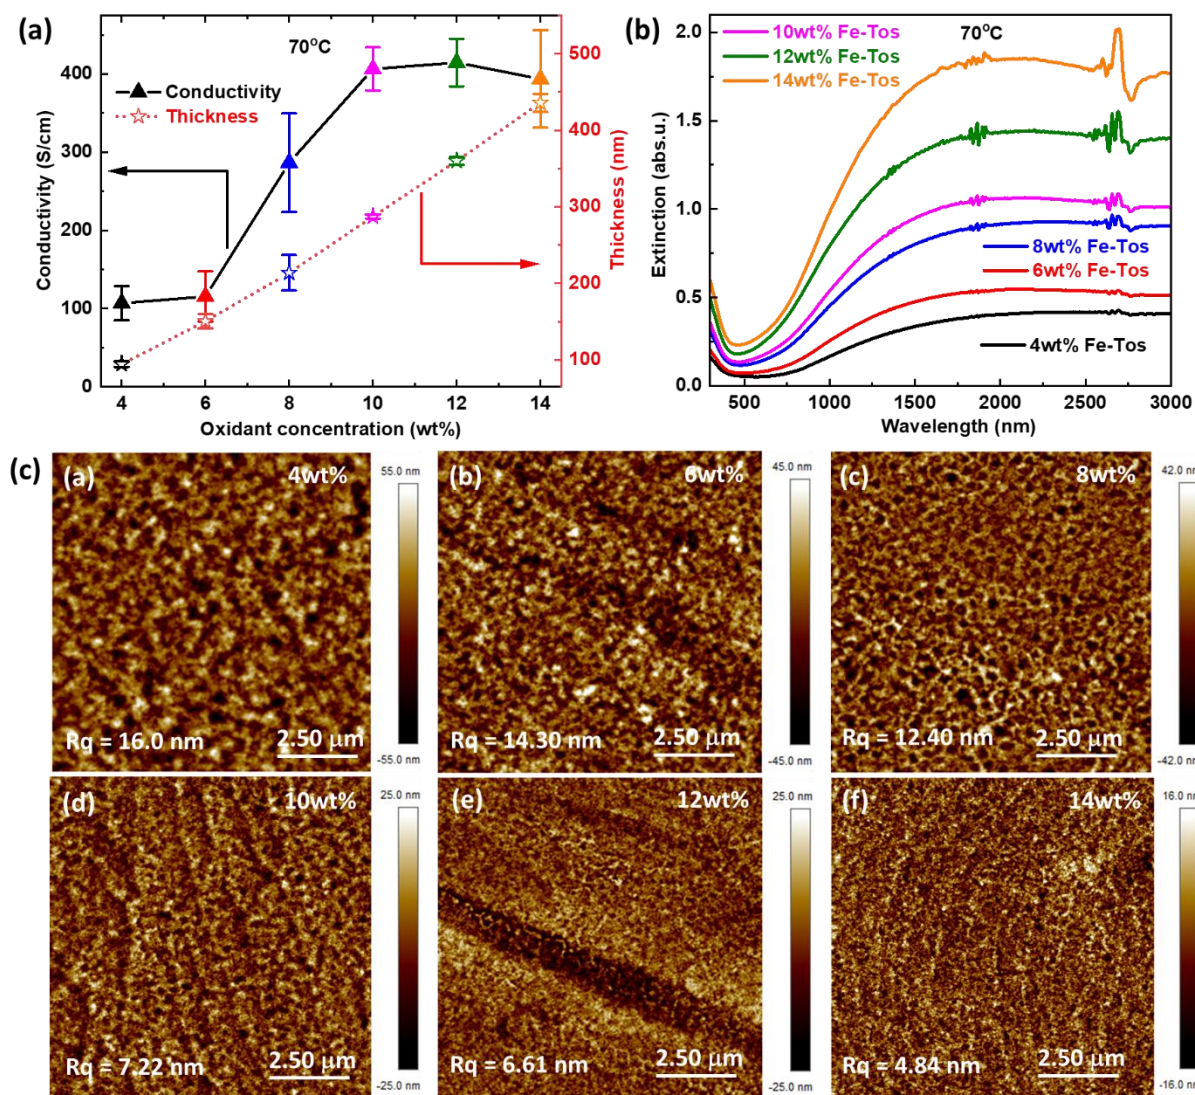 (a)
70°C
Conductivity
Thickness
Conductivity (S/cm)
400
300
200
100
0
4
6
8
10
12
14
Oxidant concentration (wt%)
500
400
300
200
100
Thickness (nm)
(b)
10wt% Fe-Tos
12wt% Fe-Tos
14wt% Fe-Tos
70°C
8wt% Fe-Tos
6wt% Fe-Tos
4wt% Fe-Tos
Extinction (abs.u.)
2.0
1.5
1.0
0.5
0.0
500
1000
1500
2000
2500
3000
Wavelength (nm)
(c)
(a)
4wt%
Rq = 16.0 nm
2.50 μm
55.0 nm
-55.0 nm
(b)
6wt%
Rq = 14.30 nm
2.50 μm
45.0 nm
-45.0 nm
(c)
8wt%
Rq = 12.40 nm
2.50 μm
42.0 nm
-42.0 nm
(d)
10wt%
Rq = 7.22 nm
2.50 μm
25.0 nm
-25.0 nm
(e)
12wt%
Rq = 6.61 nm
2.50 μm
25.0 nm
-25.0 nm
(f)
14wt%
Rq = 4.84 nm
2.50 μm
16.0 nm
-16.0 nm